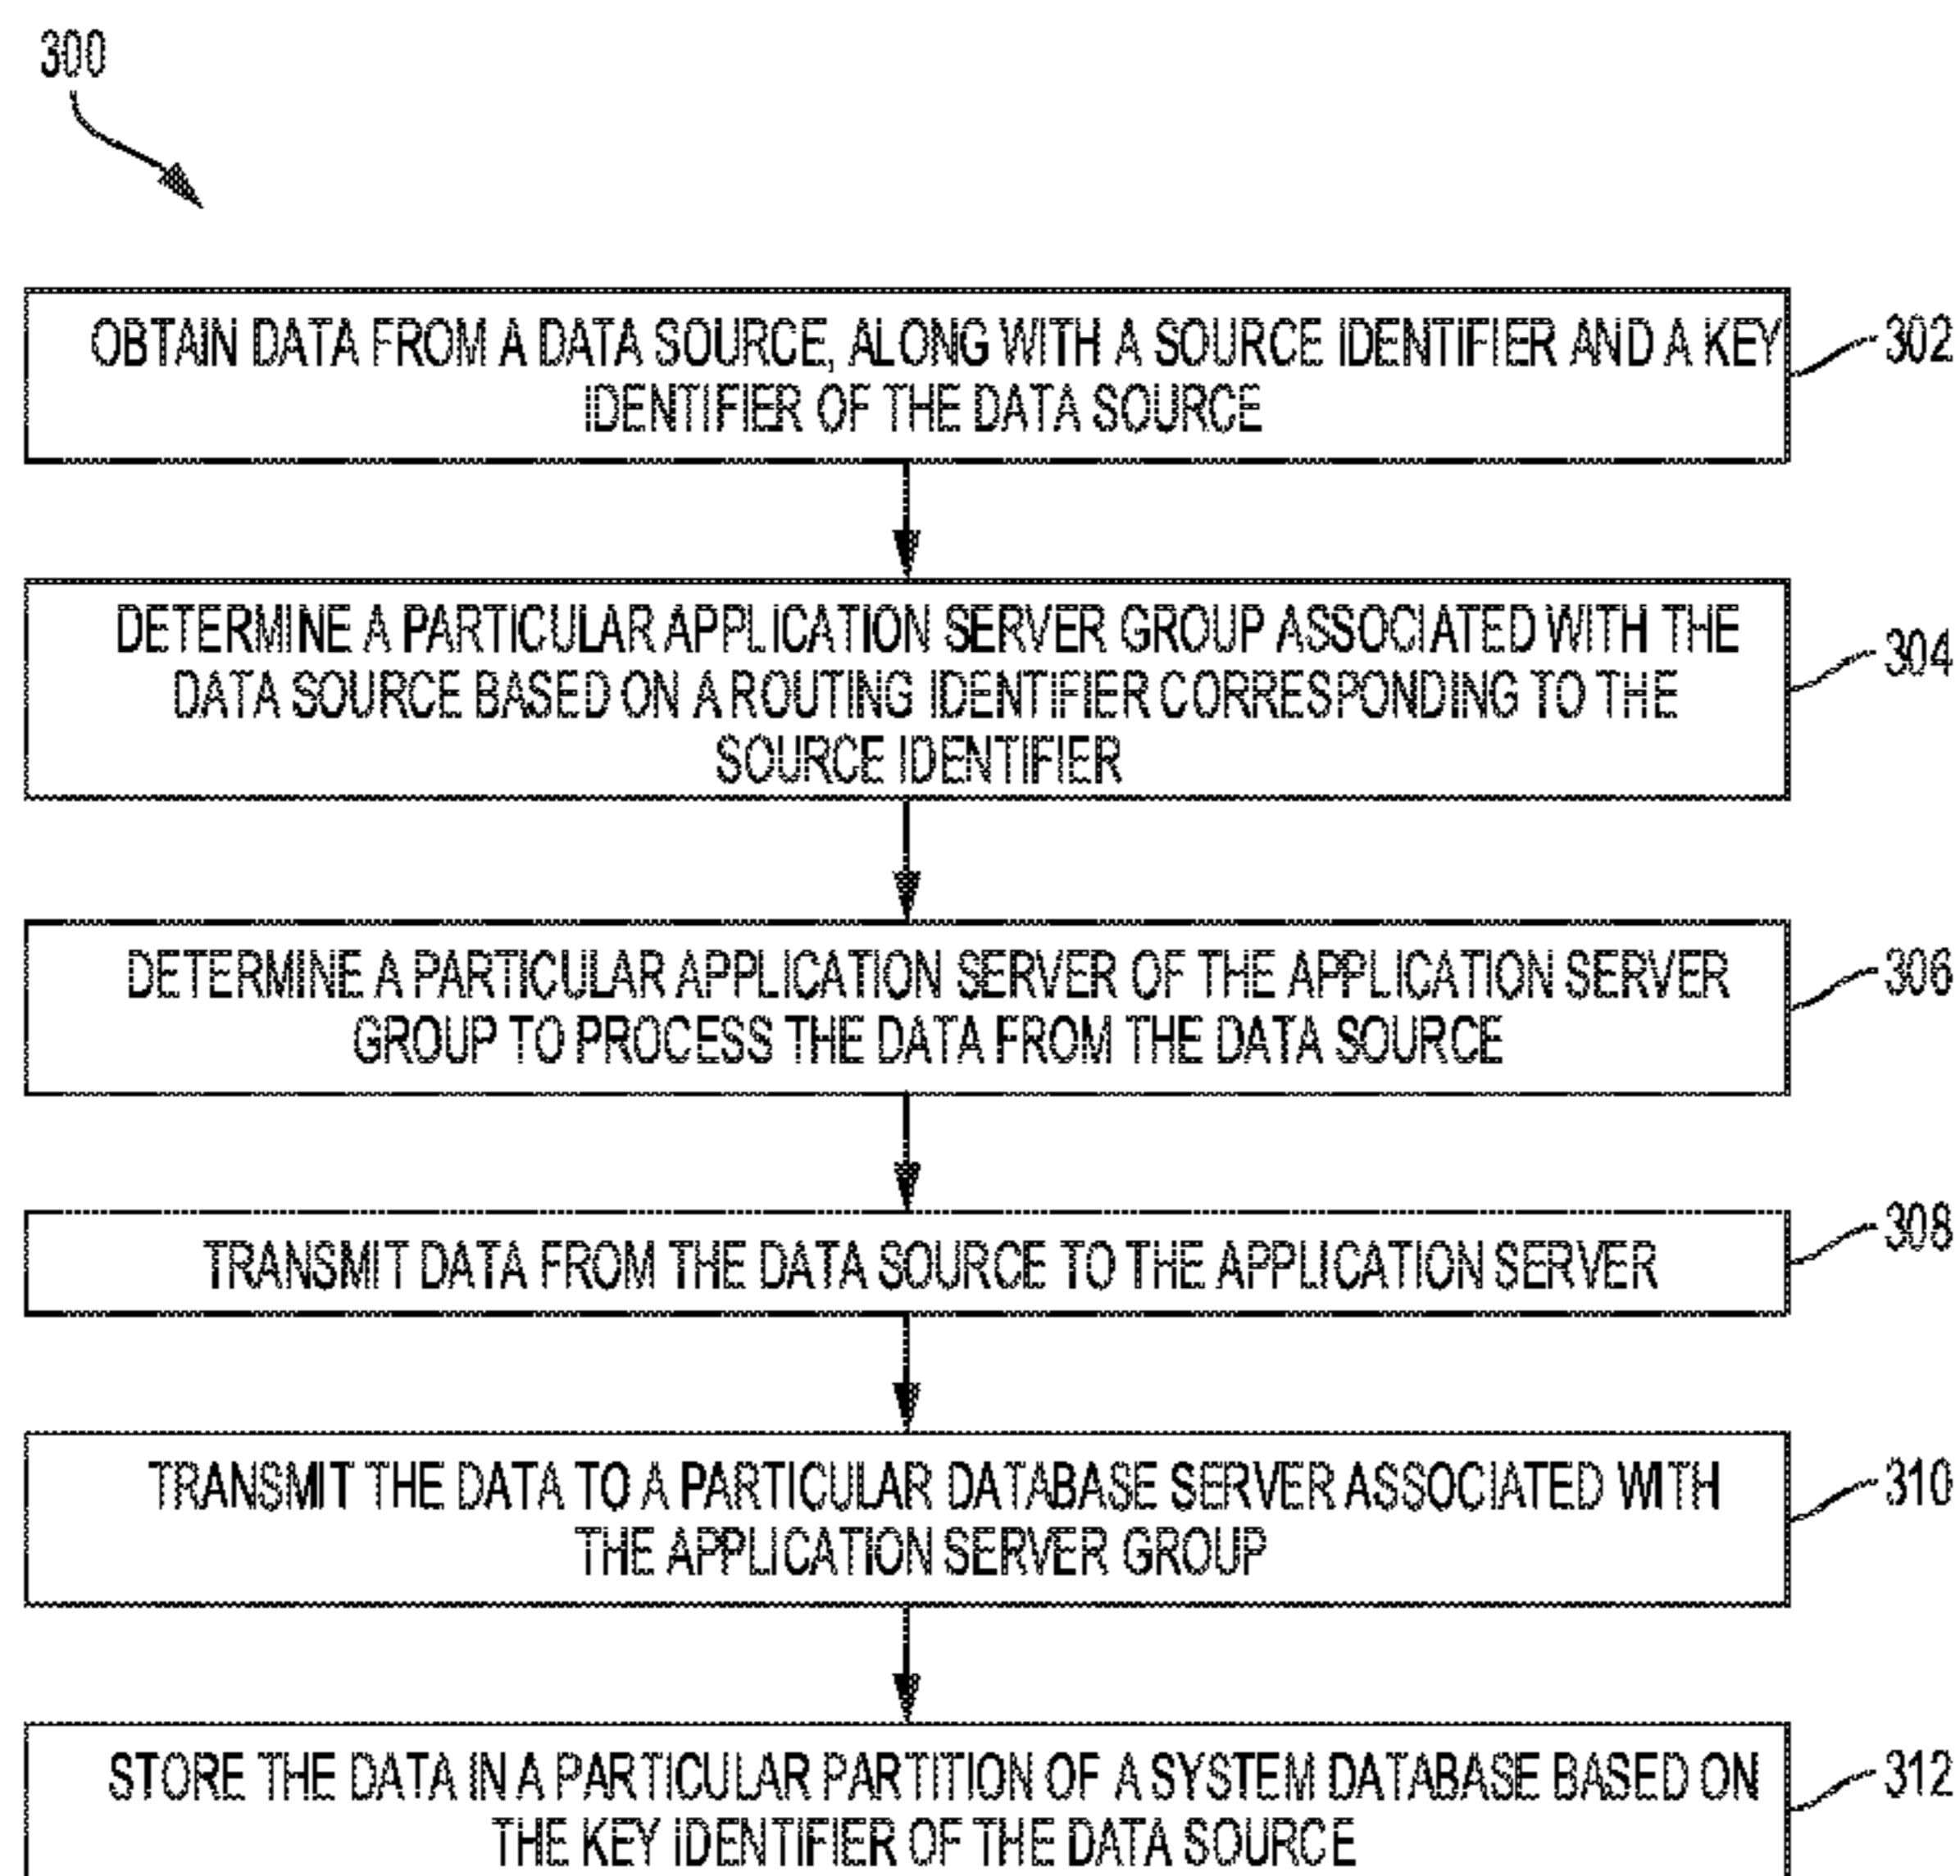 300
OBTAIN DATA FROM A DATA SOURCE, ALONG WITH A SOURCE IDENTIFIER AND A KEY
IDENTIFIER OF THE DATA SOURCE
302
DETERMINE A PARTICULAR APPLICATION SERVER GROUP ASSOCIATED WITH THE
DATA SOURCE BASED ON A ROUTING IDENTIFIER CORRESPONDING TO THE
SOURCE IDENTIFIER
304
DETERMINE A PARTICULAR APPLICATION SERVER OF THE APPLICATION SERVER
GROUP TO PROCESS THE DATA FROM THE DATA SOURCE
306
TRANSMIT DATA FROM THE DATA SOURCE TO THE APPLICATION SERVER
308
TRANSMIT THE DATA TO A PARTICULAR DATABASE SERVER ASSOCIATED WITH
THE APPLICATION SERVER GROUP
310
STORE THE DATA IN A PARTICULAR PARTITION OF A SYSTEM DATABASE BASED ON
THE KEY IDENTIFIER OF THE DATA SOURCE
312